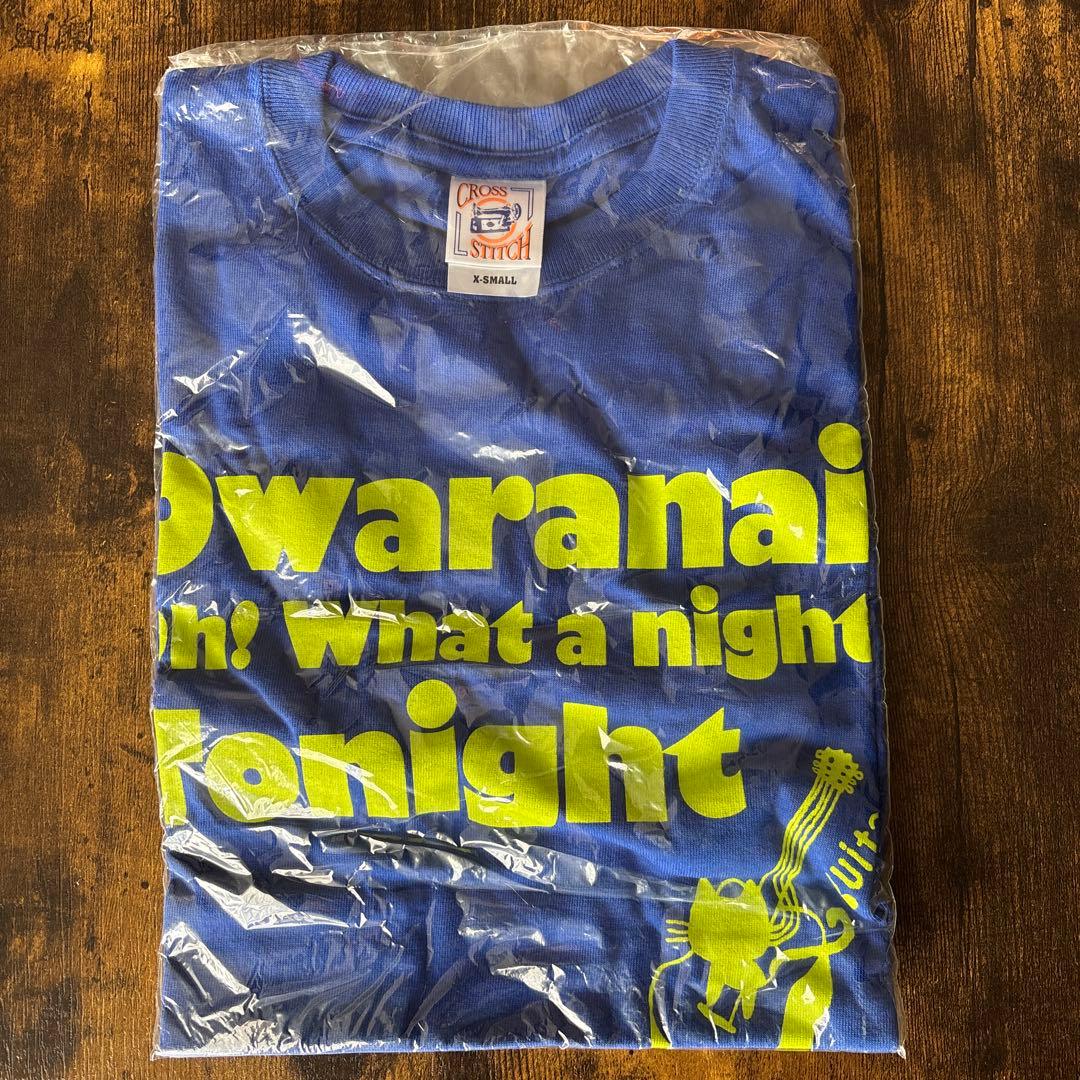 CROSS
STITCH
X-SMALL
Owaranai
oh! What a night
Tonight